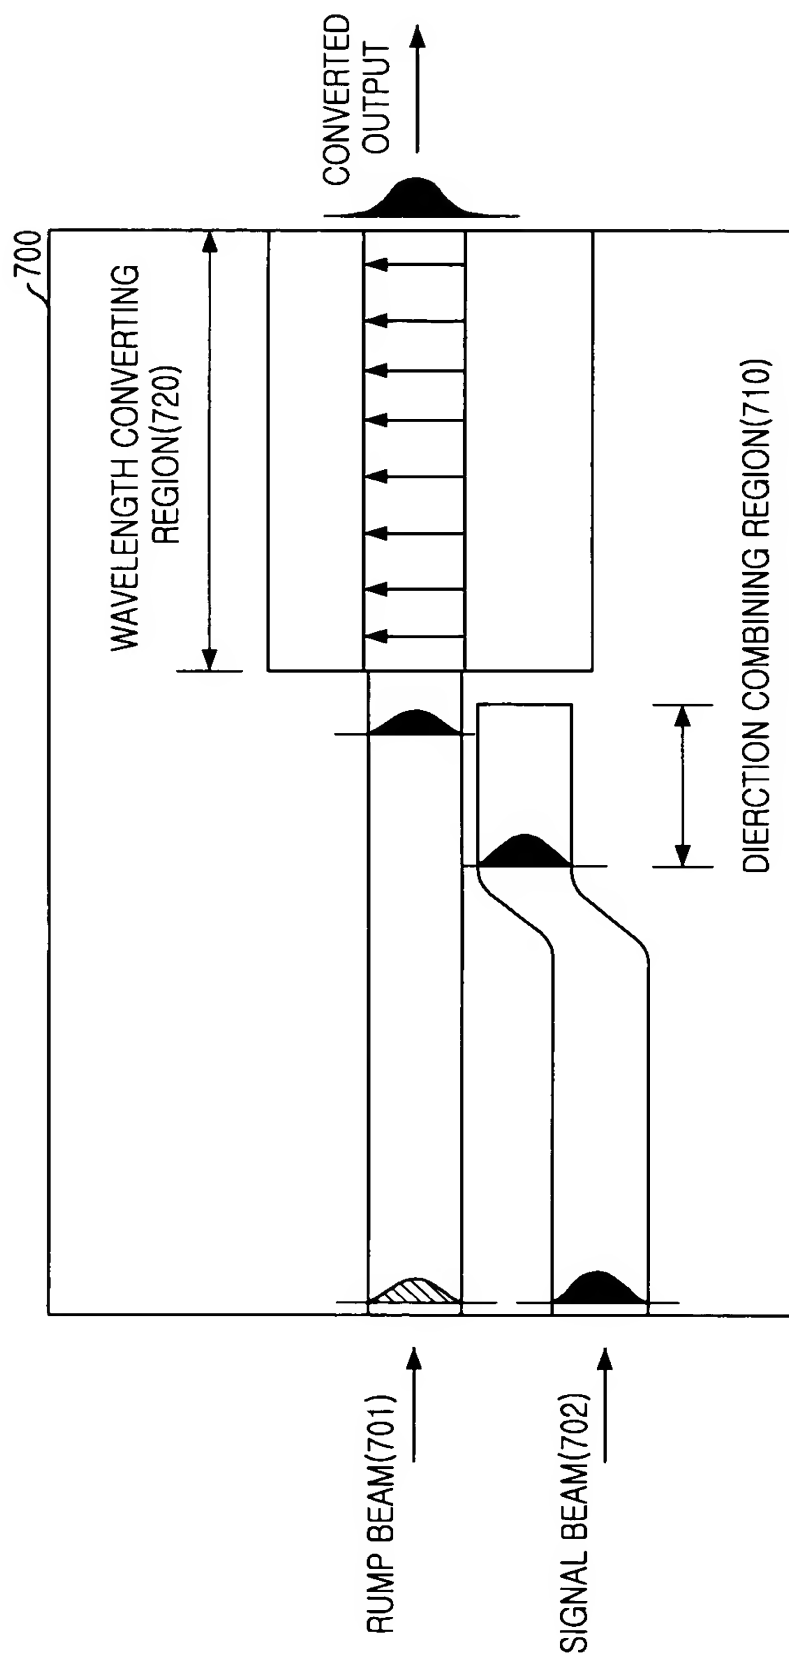 700
WAVELENGTH CONVERTING
REGION(720)
CONVERTED
OUTPUT
RUMP BEAM(701)
SIGNAL BEAM(702)
DIERCTION COMBINING REGION(710)